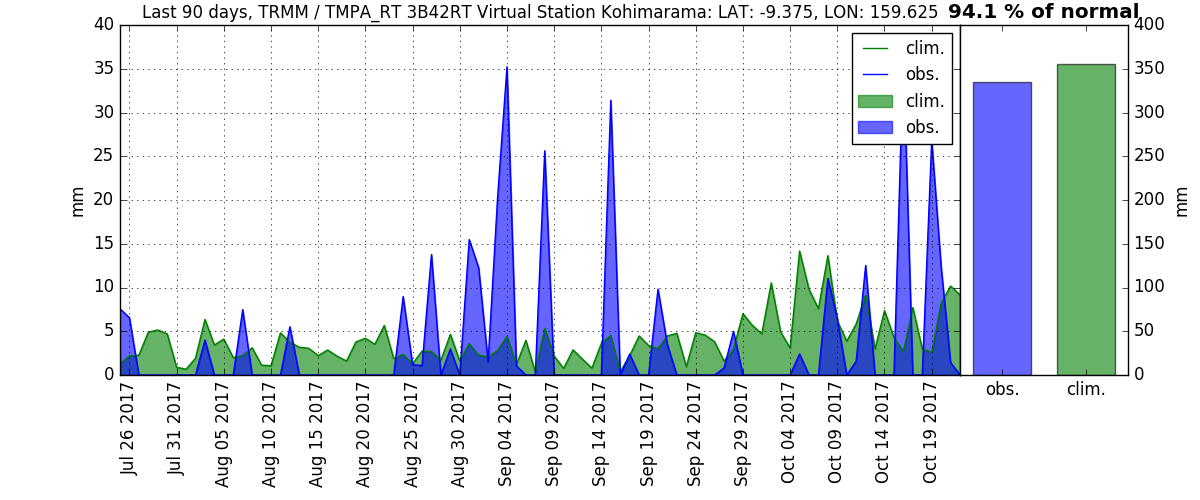 Last 90 days, TRMM / TMPA_RT 3B42RT Virtual Station Kohimarama: LAT: -9.375, LON: 159.625 94.1 % of normal
40
35
30
25
20
15
10
5
0
mm
clim.
obs.
clim.
obs.
400
350
300
250
200
150
100
50
0
mm
Jul 26 2017
Jul 31 2017
Aug 05 2017
Aug 10 2017
Aug 15 2017
Aug 20 2017
Aug 25 2017
Aug 30 2017
Sep 04 2017
Sep 09 2017
Sep 14 2017
Sep 19 2017
Sep 24 2017
Sep 29 2017
Oct 04 2017
Oct 09 2017
Oct 14 2017
Oct 19 2017
obs. clim.